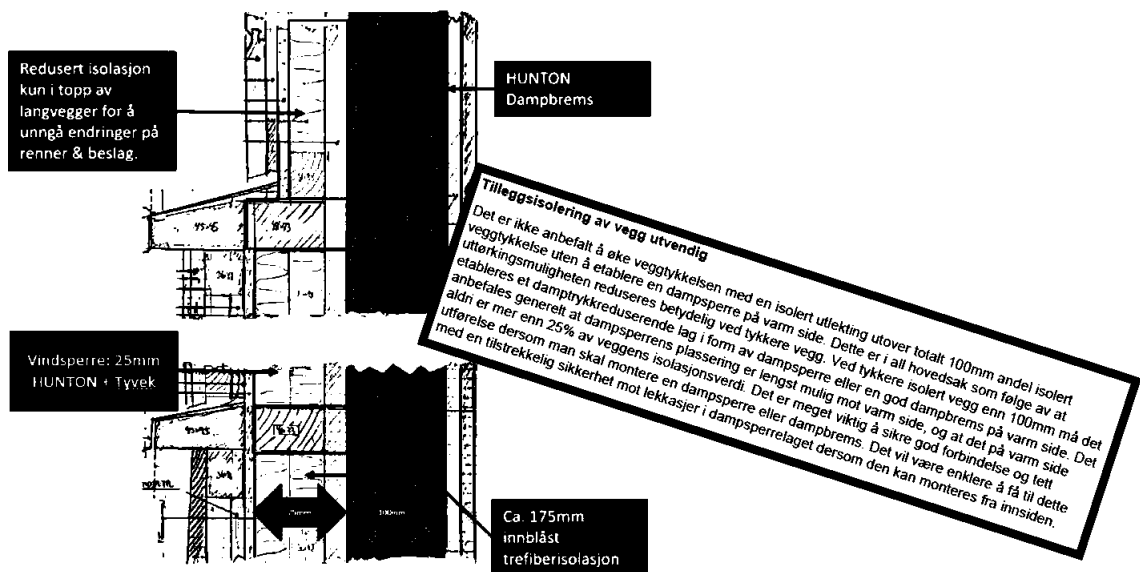 Redusert isolasjon
kun i topp av
langvegger for å
unngå endringer på
renner & beslag.
HUNTON
Dampbrems
Tilleggsisolering av vegg utvendig
Det er ikke anbefalt å øke veggtykkelsen med en isolert utlekting utover totalt 100mm andel isolert
veggtykkelse uten å etablere en dampsperre på varm side. Dette er i all hovedsak som følge av at
uttørkingsmuligheten reduseres betydelig ved tykkere vegg. Ved tykkere isolert vegg enn 100mm må det
etableres et damptrykkreduserende lag i form av dampsperre eller en god dampbrems på varm side. Det
anbefales generelt at dampsperrens plassering er lengst mulig mot varm side, og at det på varm side
aldri er mer enn 25% av veggens isolasjonsverdi. Det er meget viktig å sikre god forbindelse og tett
utførelse dersom man skal montere en dampsperre eller dampbrems. Det vil være enklere å få til dette
med en tilstrekkelig sikkerhet mot lekkasjer i dampsperrelaget dersom den kan monteres fra innsiden.
Vindsperre: 25mm
HUNTON + Tyvek
100mm
Ca. 175mm
innblåst
trefiberisolasjon